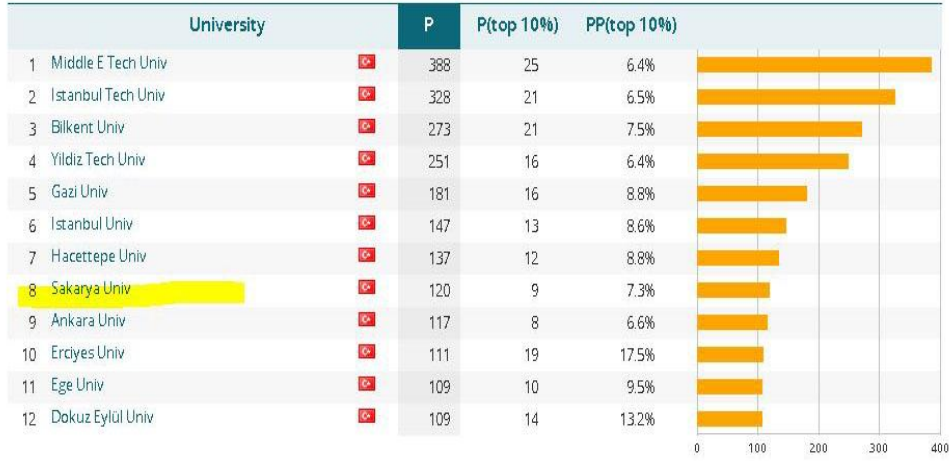 University P P(top 10%) PP(top 10%)
1 Middle E Tech Univ 388 25 6.4%
2 Istanbul Tech Univ 328 21 6.5%
3 Bilkent Univ 273 21 7.5%
4 Yildiz Tech Univ 251 16 6.4%
5 Gazi Univ 181 16 8.8%
6 Istanbul Univ 147 13 8.6%
7 Hacettepe Univ 137 12 8.8%
8 Sakarya Univ 120 9 7.3%
9 Ankara Univ 117 8 6.6%
10 Erciyes Univ 111 19 17.5%
11 Ege Univ 109 10 9.5%
12 Dokuz Eylül Univ 109 14 13.2%
0 100 200 300 400